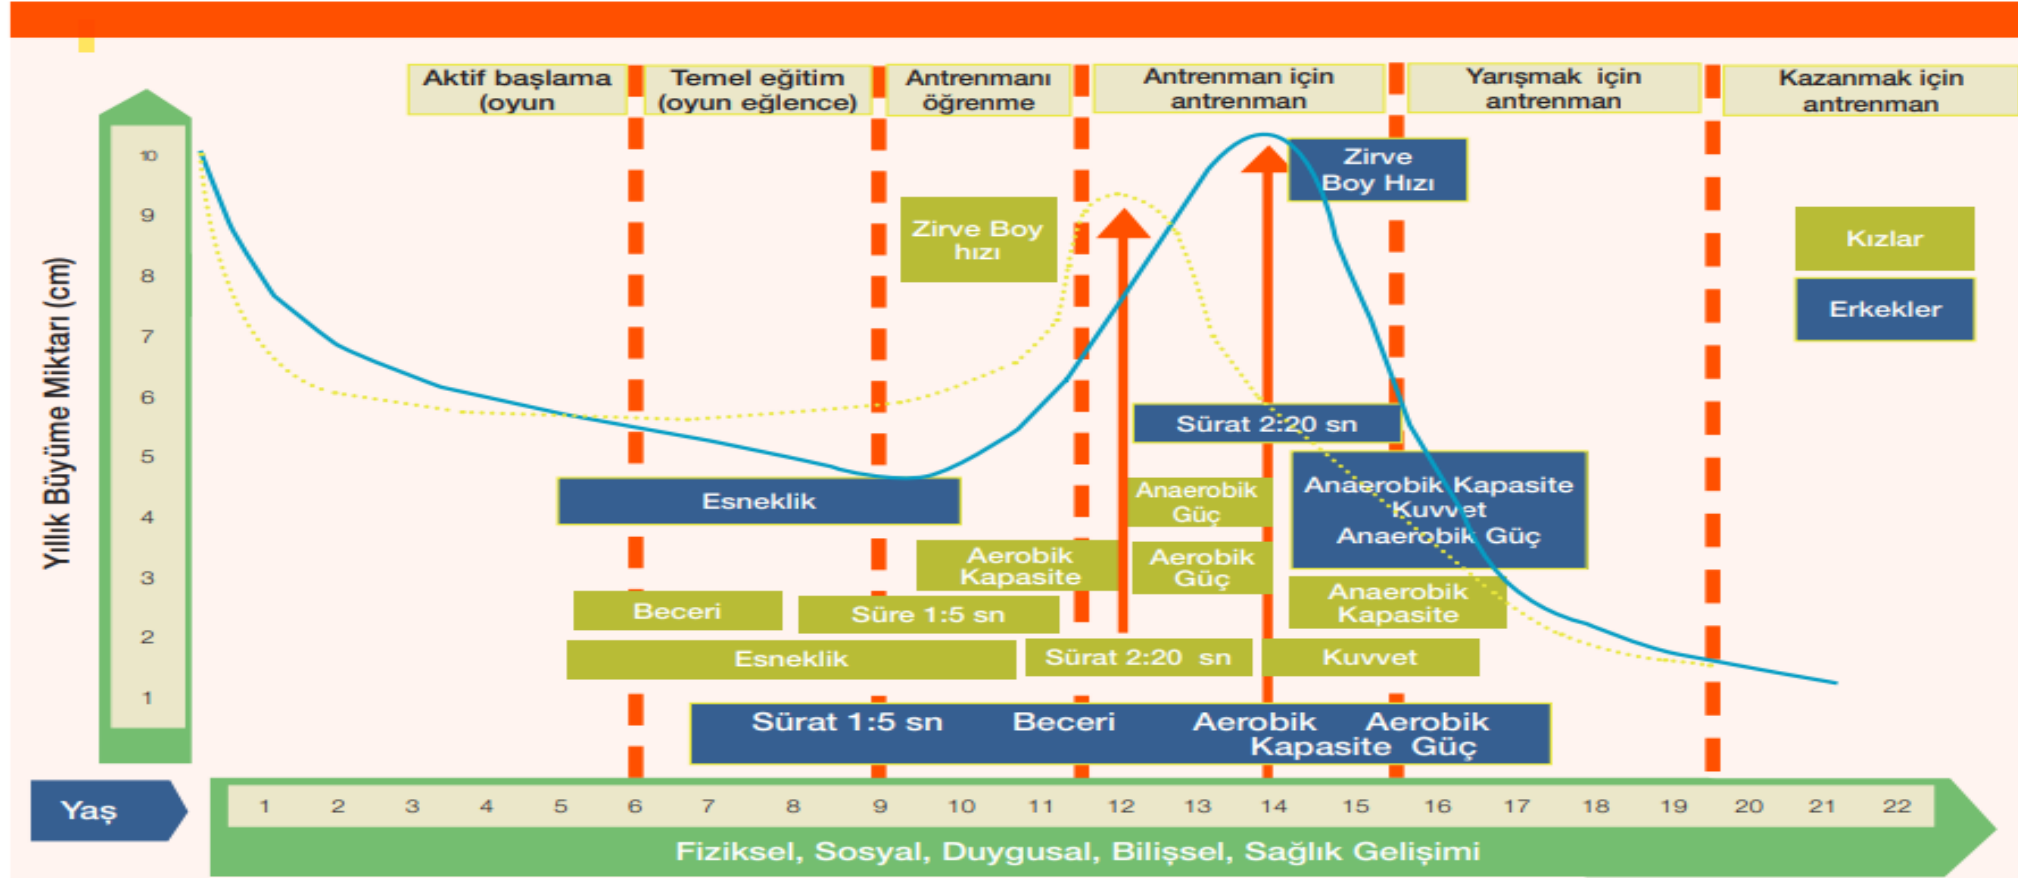 Aktif başlama
(oyun
Temel eğitim
(oyun eğlence)
Antrenmanı
öğrenme
Antrenman için
antrenman
Yarışmak için
antrenman
Kazanmak için
antrenman
Yıllık Büyüme Miktarı (cm)
10
9
8
7
6
5
4
3
2
1
Zirve Boy
hızı
Zirve
Boy Hızı
Kızlar
Erkekler
Sürat 2:20 sn
Esneklik
Anaerobik
Güç
Anaerobik Kapasite
Kuvvet
Anaerobik Güç
Aerobik
Kapasite
Aerobik
Güç
Beceri
Süre 1:5 sn
Anaerobik
Kapasite
Esneklik
Sürat 2:20 sn
Kuvvet
Sürat 1:5 sn Beceri Aerobik Aerobik
Kapasite Güç
Yaş
1 2 3 4 5 6 7 8 9 10 11 12 13 14 15 16 17 18 19 20 21 22
Fiziksel, Sosyal, Duygusal, Bilişsel, Sağlık Gelişimi